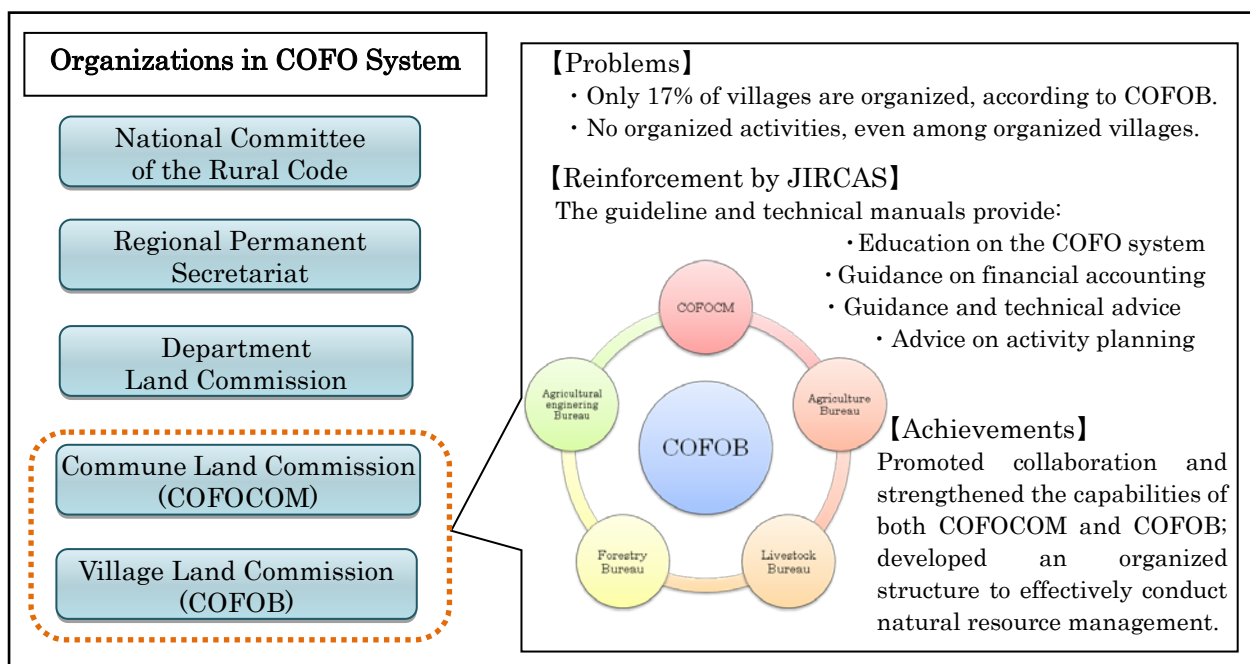 Organizations in COFO System
National Committee
of the Rural Code
Regional Permanent
Secretariat
Department
Land Commission
Commune Land Commission
(COFOCOM)
Village Land Commission
(COFOB)
【Problems】
・Only 17% of villages are organized, according to COFOB.
・No organized activities, even among organized villages.
【Reinforcement by JIRCAS】
The guideline and technical manuals provide:
・Education on the COFO system
・Guidance on financial accounting
・Guidance and technical advice
・Advice on activity planning
COFOCM
Agriculture
Bureau
Livestock
Bureau
Forestry
Bureau
Agricultural
enginering
Bureau
COFOB
【Achievements】
Promoted collaboration and
strengthened the capabilities of
both COFOCOM and COFOB;
developed an organized
structure to effectively conduct
natural resource management.